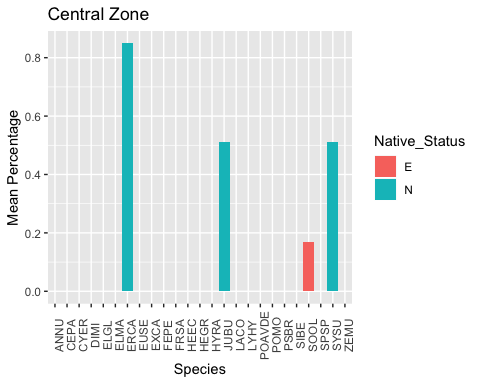 Central Zone
0.8
0.6
0.4
0.2
0.0
Mean Percentage
ANNU
CEPA
CYFR
DIMI
ELGL
ELMA
ERCA
EUSE
EXCA
FEPE
FRSA
HEEC
HEGR
HYRA
JUBU
LACO
LYHY
POAVDE
POMO
PSBR
SIBE
SOOL
SPSP
SYSU
ZEMU
Species
Native_Status
E
N